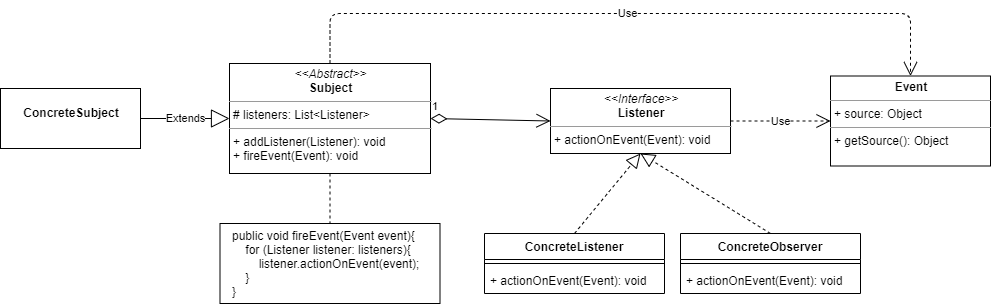 Use
ConcreteSubject
Extends
<<Abstract>>
Subject
# listeners: List<Listener>
+ addListener(Listener): void
+ fireEvent(Event): void
1
<<Interface>>
Listener
+ actionOnEvent(Event): void
Use
Event
+ source: Object
+ getSource(): Object
public void fireEvent(Event event){
for (Listener listener: listeners){
listener.actionOnEvent(event);
}
}
ConcreteListener
+ actionOnEvent(Event): void
ConcreteObserver
+ actionOnEvent(Event): void